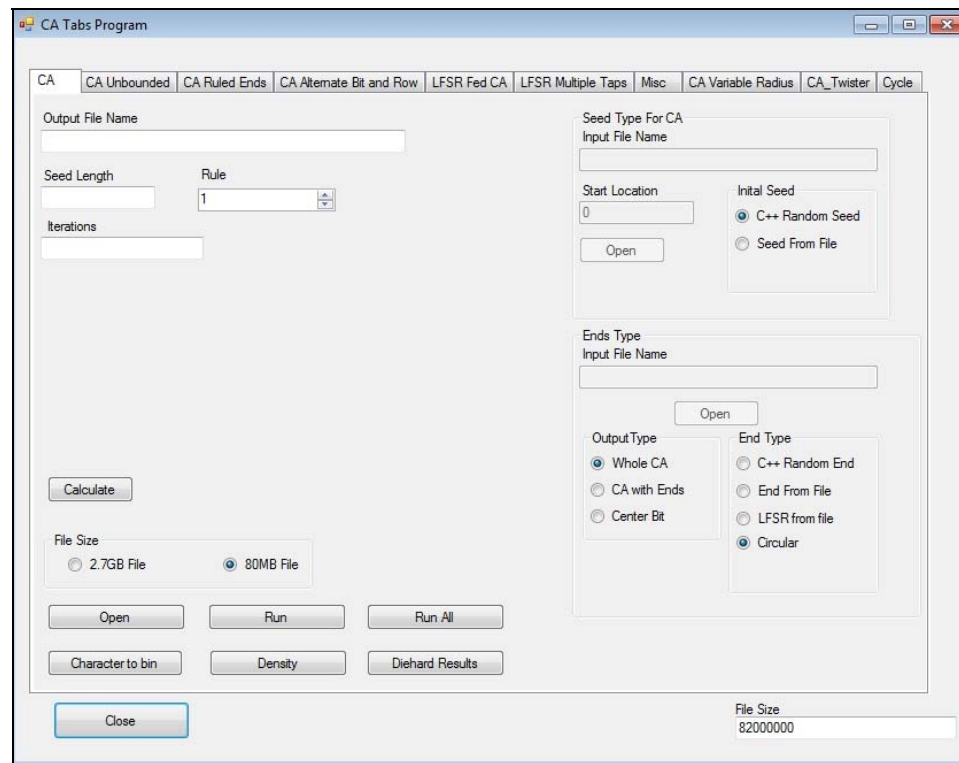 CA Tabs Program
CA CA Unbounded CA Ruled Ends CA Alternate Bit and Row LFSR Fed CA LFSR Multiple Taps Misc CA Variable Radius CA_Twister Cycle
Output File Name
Seed Length Rule
1
Iterations
Calculate
File Size
2.7GB File 80MB File
Open Run Run All
Character to bin Density Diehard Results
Close
Seed Type For CA
Input File Name
Start Location
0
Open
Inital Seed
C++ Random Seed
Seed From File
Ends Type
Input File Name
Open
Output Type
Whole CA
CA with Ends
Center Bit
End Type
C++ Random End
End From File
LFSR from file
Circular
File Size
82000000